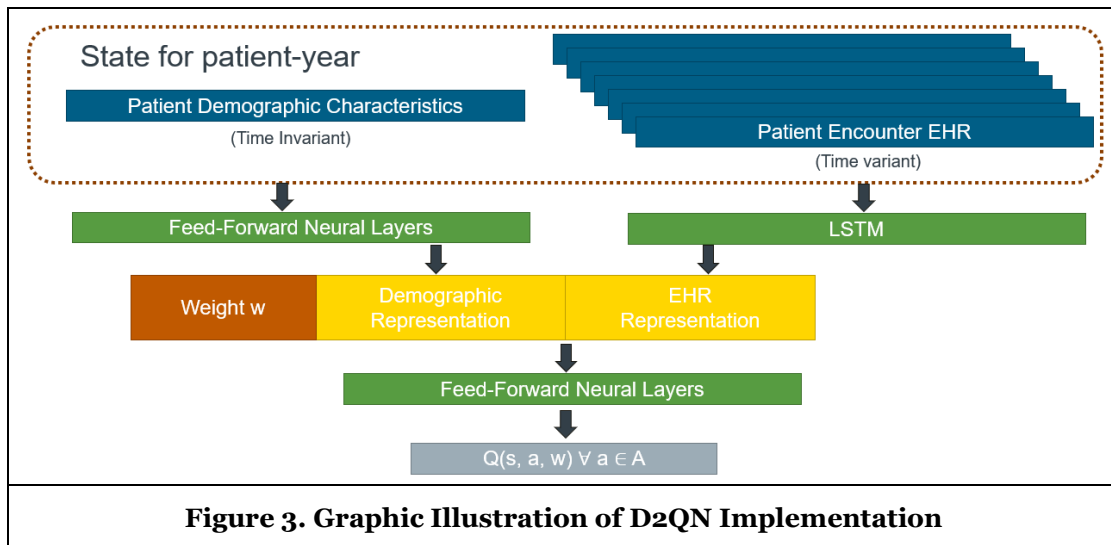 State for patient-year
Patient Demographic Characteristics
(Time Invariant)
Patient Encounter EHR
(Time variant)
Feed-Forward Neural Layers
LSTM
Weight w
Demographic
Representation
EHR
Representation
Feed-Forward Neural Layers
Q(s, a, w) ∀ a ∈ A
Figure 3. Graphic Illustration of D2QN Implementation